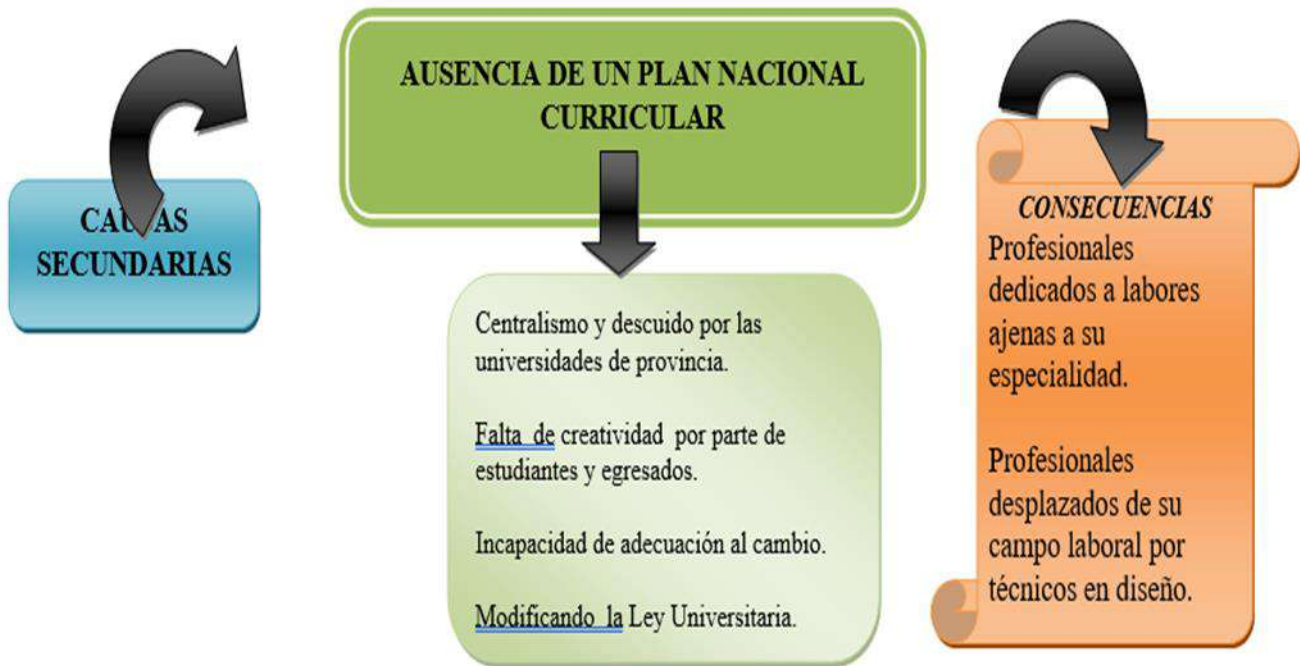 AUSENCIA DE UN PLAN NACIONAL
CURRICULAR
CAUSAS
SECUNDARIAS
Centralismo y descuido por las
universidades de provincia.
Falta de creatividad por parte de
estudiantes y egresados.
Incapacidad de adecuación al cambio.
Modificando la Ley Universitaria.
CONSECUENCIAS
Profesionales
dedicados a labores
ajenas a su
especialidad.
Profesionales
desplazados de su
campo laboral por
técnicos en diseño.